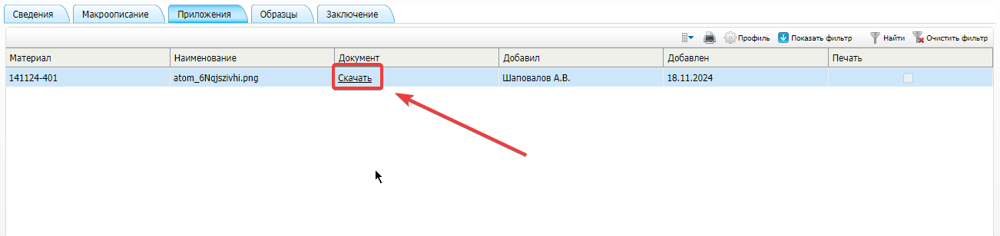 Сведения Макроописание Приложения Образцы Заключение
Профиль Показать фильтр Найти Очистить фильтр
Материал Наименование Документ Добавил Добавлен Печать
141124-401 atom_6Nqjszivhi.png Скачать Шаповалов А.В. 18.11.2024